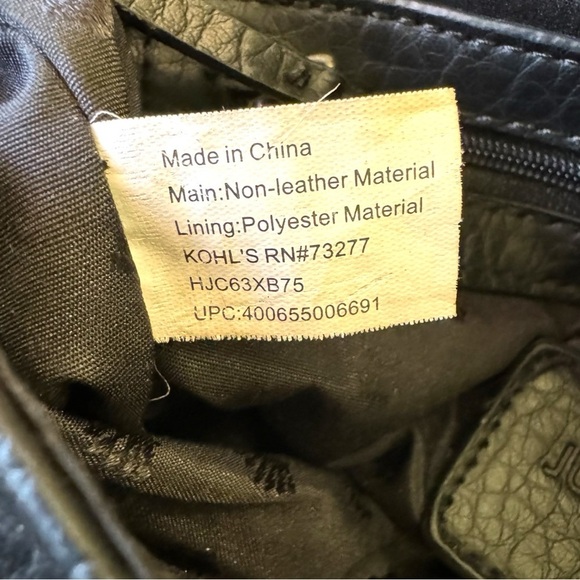 Made in China
Main:Non-leather Material
Lining:Polyester Material
KOHL'S RN#73277
HJC63XB75
UPC:400655006691